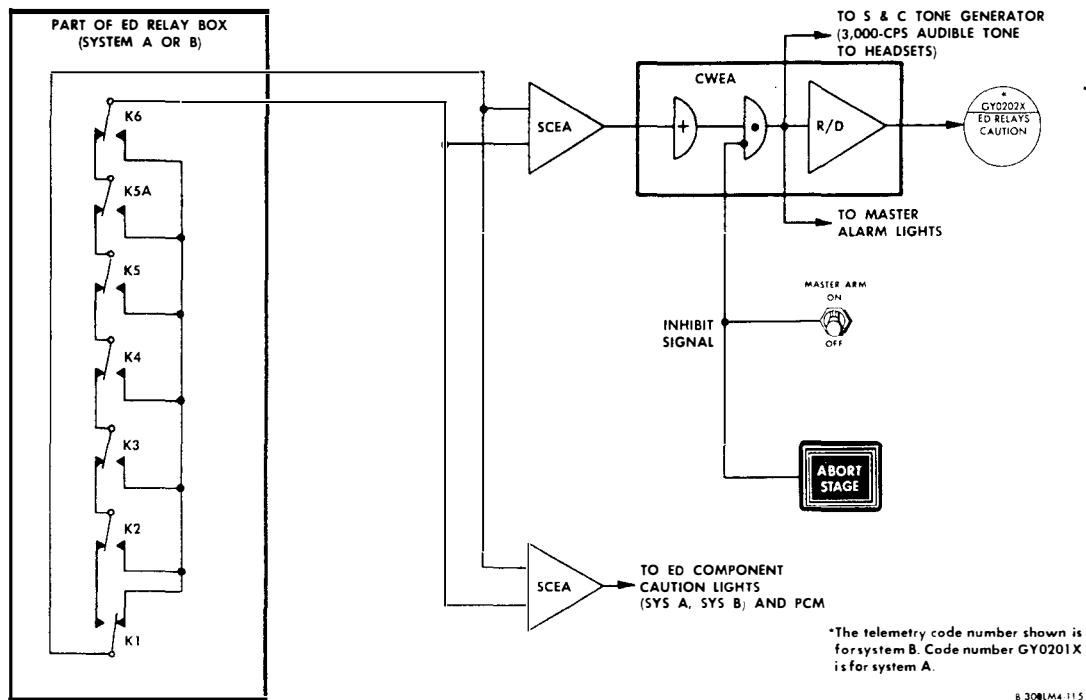 PART OF ED RELAY BOX
(SYSTEM A OR B)
K6
K5A
K5
K4
K3
K2
K1
SCEA
CWEA
+
R/D
TO S & C TONE GENERATOR
(3,000-CPS AUDIBLE TONE
TO HEADSETS)
*
GY0202X
ED RELAYS
CAUTION
TO MASTER
ALARM LIGHTS
MASTER ARM
ON
OFF
INHIBIT
SIGNAL
ABORT
STAGE
SCEA
TO ED COMPONENT
CAUTION LIGHTS
(SYS A, SYS B) AND PCM
*The telemetry code number shown is
for system B. Code number GY0201X
is for system A.